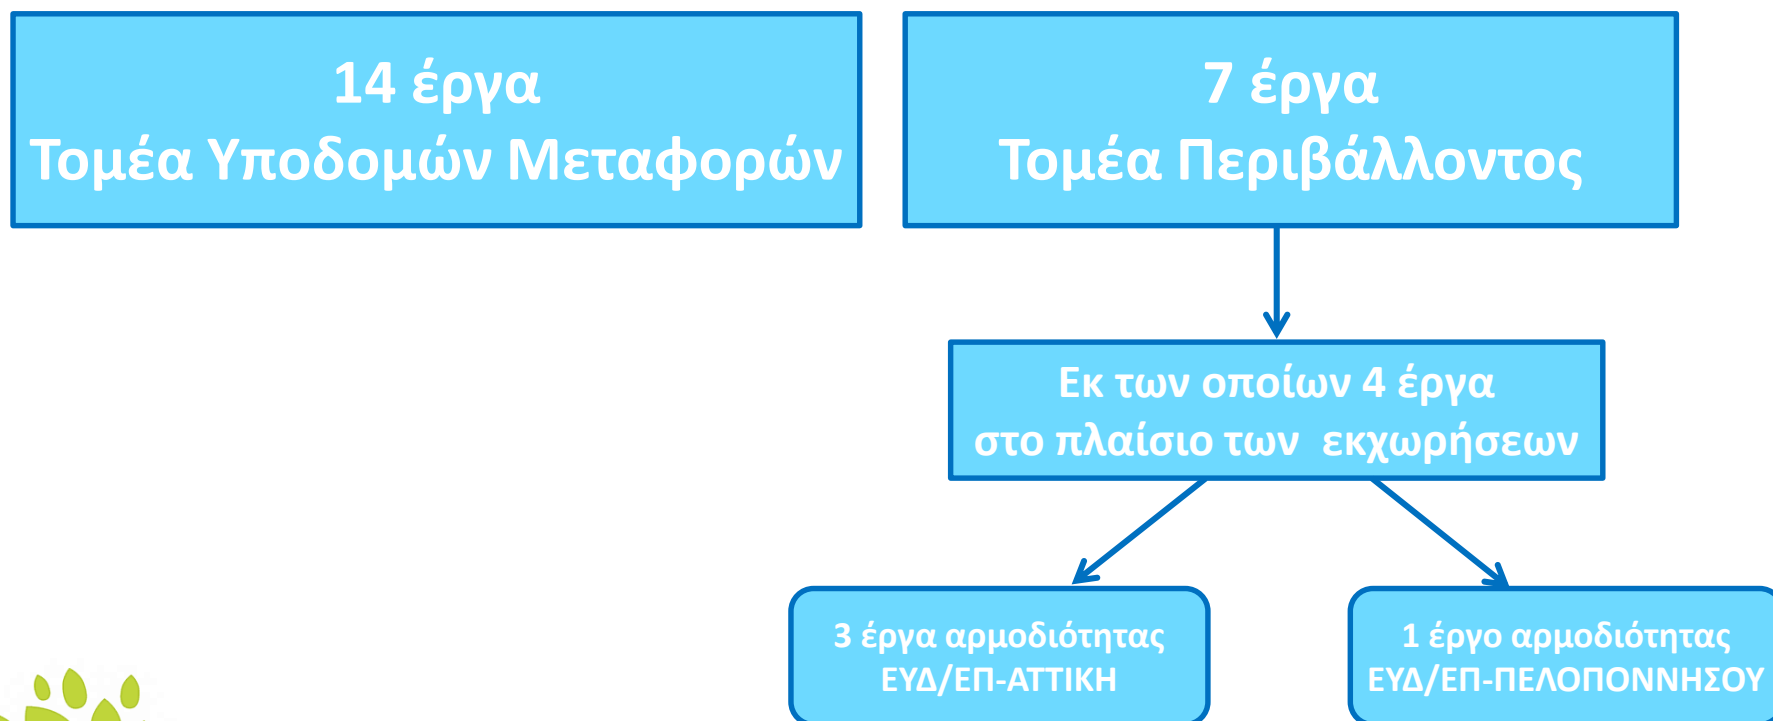 14 έργα
Τομέα Υποδομών Μεταφορών
7 έργα
Τομέα Περιβάλλοντος
Εκ των οποίων 4 έργα
στο πλαίσιο των εκχωρήσεων
3 έργα αρμοδιότητας
ΕΥΔ/ΕΠ-ΑΤΤΙΚΗ
1 έργο αρμοδιότητας
ΕΥΔ/ΕΠ-ΠΕΛΟΠΟΝΝΗΣΟΥ